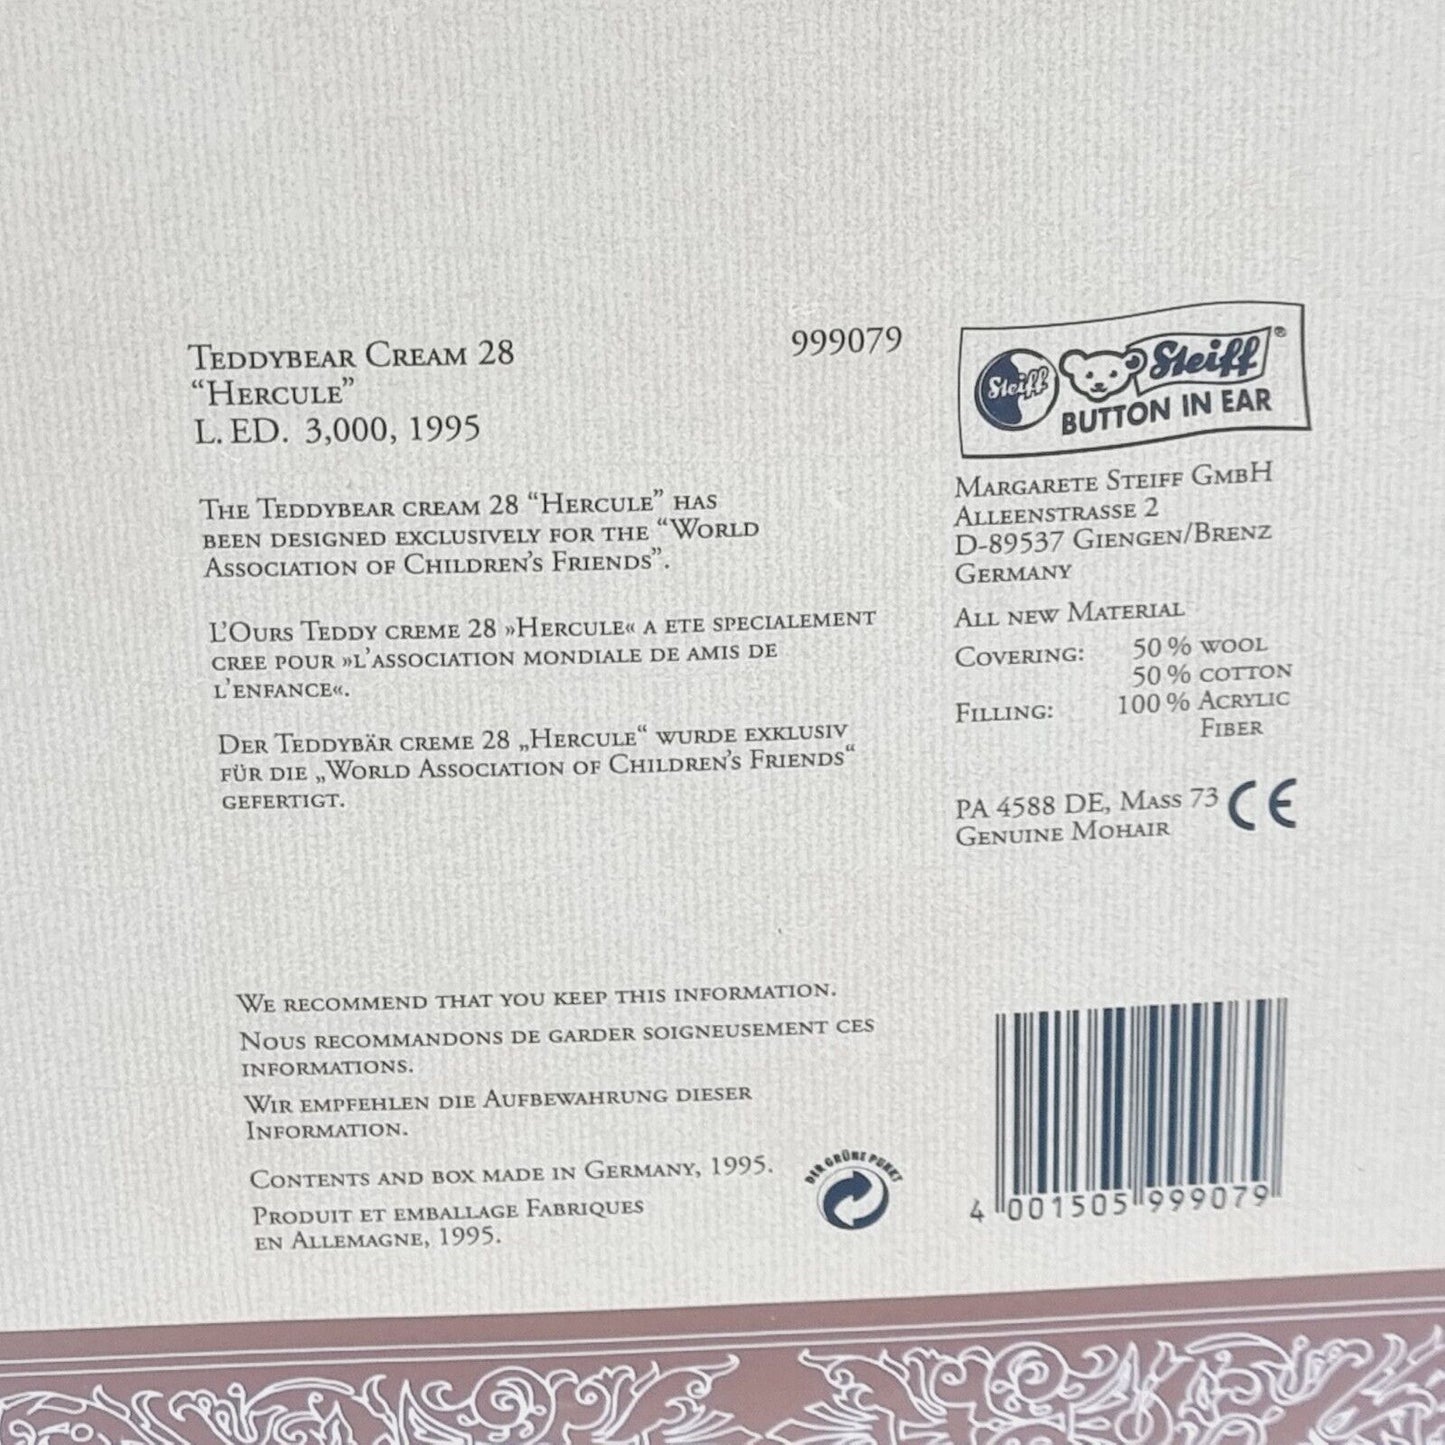 Teddybear Cream 28
999079
“Hercule”
L. ED. 3,000, 1995
The Teddybear cream 28 “Hercule” has
been designed exclusively for the “World
Association of Children’s Friends”.
L’Ours Teddy creme 28 »Hercule« a ete specialement
cree pour »l’association mondiale de amis de
l’enfance«.
Der Teddybär creme 28 „Hercule“ wurde exklusiv
für die „World Association of Children’s Friends“
gefertigt.
We recommend that you keep this information.
Nous recommandons de garder soigneusement ces
informations.
Wir empfehlen die Aufbewahrung dieser
Information.
Contents and box made in Germany, 1995.
Produit et emballage Fabriques
en Allemagne, 1995.
DER GRÜNE PUNKT
Steiff
Steiff®
BUTTON IN EAR
Margarete Steiff GmbH
Alleenstrasse 2
D-89537 Giengen/Brenz
Germany
All new Material
Covering: 50 % wool
50 % cotton
Filling: 100 % Acrylic
Fiber
PA 4588 DE, Mass 73 CE
Genuine Mohair
4 001505 999079